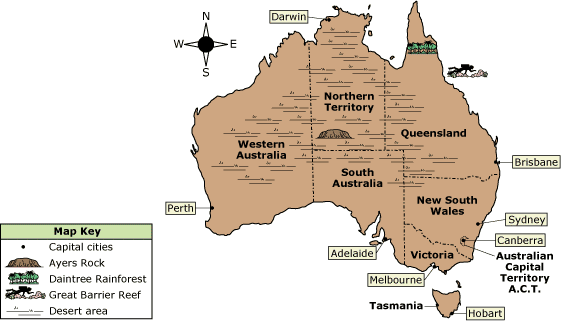 Darwin
N
W
E
S
Northern
Territory
Queensland
Western
Australia
South
Australia
Brisbane
New South
Wales
Perth
Sydney
Canberra
Adelaide
Victoria
Australian
Capital
Territory
A.C.T.
Melbourne
Tasmania
Hobart
Map Key
Capital cities
Ayers Rock
Daintree Rainforest
Great Barrier Reef
Desert area